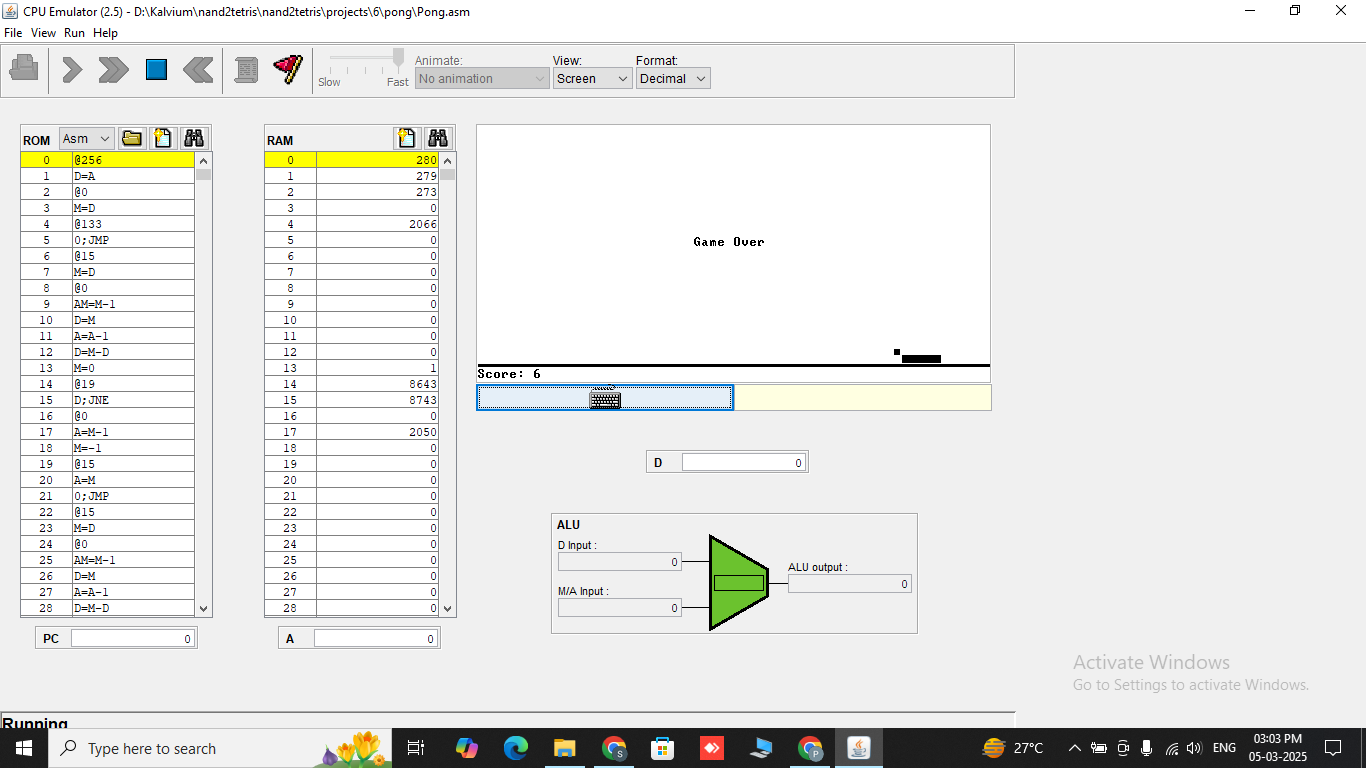 CPU Emulator (2.5) - D:\Kalvium\nand2tetris\nand2tetris\projects\6\pong\Pong.asm
File View Run Help
Slow Fast
Animate:
No animation
View:
Screen
Format:
Decimal
ROM Asm
0 @256
1 D=A
2 @0
3 M=D
4 @133
5 0;JMP
6 @15
7 M=D
8 @0
9 AM=M-1
10 D=M
11 A=A-1
12 D=M-D
13 M=0
14 @19
15 D;JNE
16 @0
17 A=M-1
18 M=-1
19 @15
20 A=M
21 0;JMP
22 @15
23 M=D
24 @0
25 AM=M-1
26 D=M
27 A=A-1
28 D=M-D
PC 0
RAM
0 280
1 279
2 273
3 0
4 2066
5 0
6 0
7 0
8 0
9 0
10 0
11 0
12 0
13 1
14 8643
15 8743
16 0
17 2050
18 0
19 0
20 0
21 0
22 0
23 0
24 0
25 0
26 0
27 0
28 0
A 0
Game Over
Score: 6
D 0
ALU
D Input :
0
M/A Input :
0
ALU output :
0
Activate Windows
Go to Settings to activate Windows.
Running
Type here to search
27°C
ENG
03:03 PM
05-03-2025